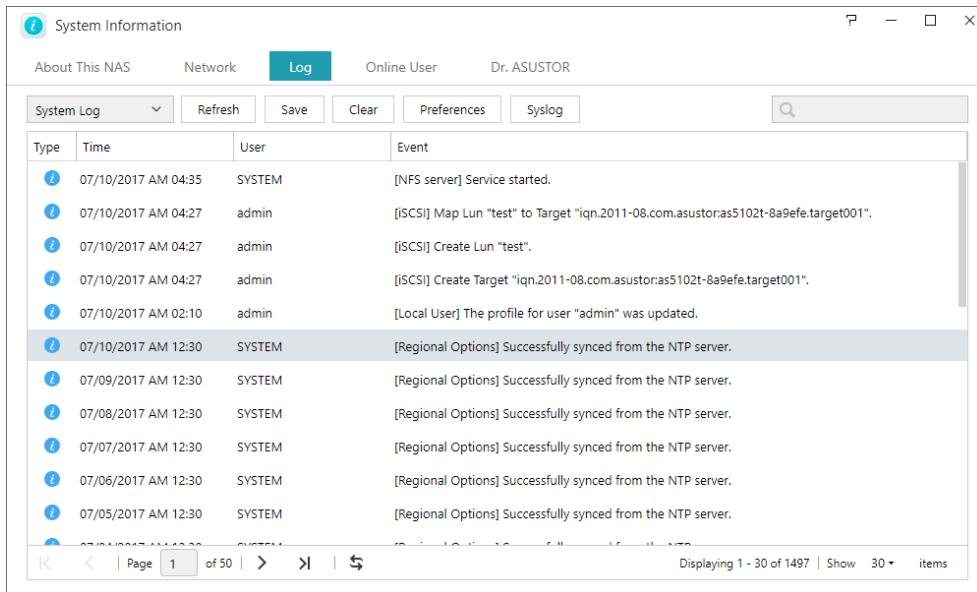 System Information
About This NAS Network Log Online User Dr. ASUSTOR
System Log Refresh Save Clear Preferences Syslog
Type Time User Event
07/10/2017 AM 04:35 SYSTEM [NFS server] Service started.
07/10/2017 AM 04:27 admin [iSCSI] Map Lun "test" to Target "iqn.2011-08.com.asustor:as5102t-8a9efe.target001".
07/10/2017 AM 04:27 admin [iSCSI] Create Lun "test".
07/10/2017 AM 04:27 admin [iSCSI] Create Target "iqn.2011-08.com.asustor:as5102t-8a9efe.target001".
07/10/2017 AM 02:10 admin [Local User] The profile for user "admin" was updated.
07/10/2017 AM 12:30 SYSTEM [Regional Options] Successfully synced from the NTP server.
07/09/2017 AM 12:30 SYSTEM [Regional Options] Successfully synced from the NTP server.
07/08/2017 AM 12:30 SYSTEM [Regional Options] Successfully synced from the NTP server.
07/07/2017 AM 12:30 SYSTEM [Regional Options] Successfully synced from the NTP server.
07/06/2017 AM 12:30 SYSTEM [Regional Options] Successfully synced from the NTP server.
07/05/2017 AM 12:30 SYSTEM [Regional Options] Successfully synced from the NTP server.
Page 1 of 50 Displaying 1 - 30 of 1497 Show 30 items